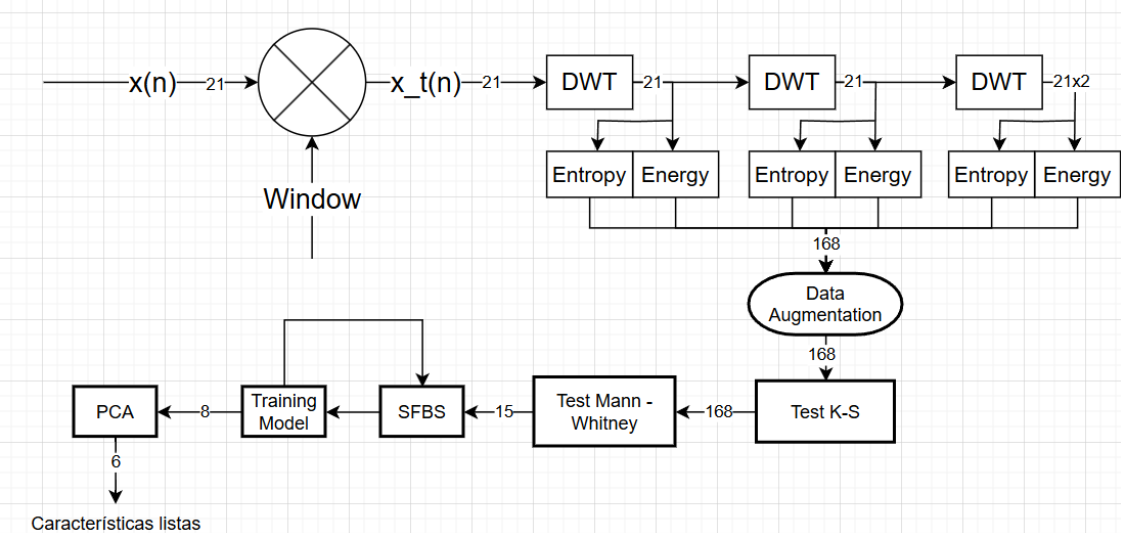 x(n)
21
x_t(n)
21
DWT
21
DWT
21
DWT
21x2
Window
Entropy
Energy
Entropy
Energy
Entropy
Energy
168
Data
Augmentation
168
Test K-S
168
Test Mann -
Whitney
15
SFBS
Training
Model
8
PCA
6
Características listas